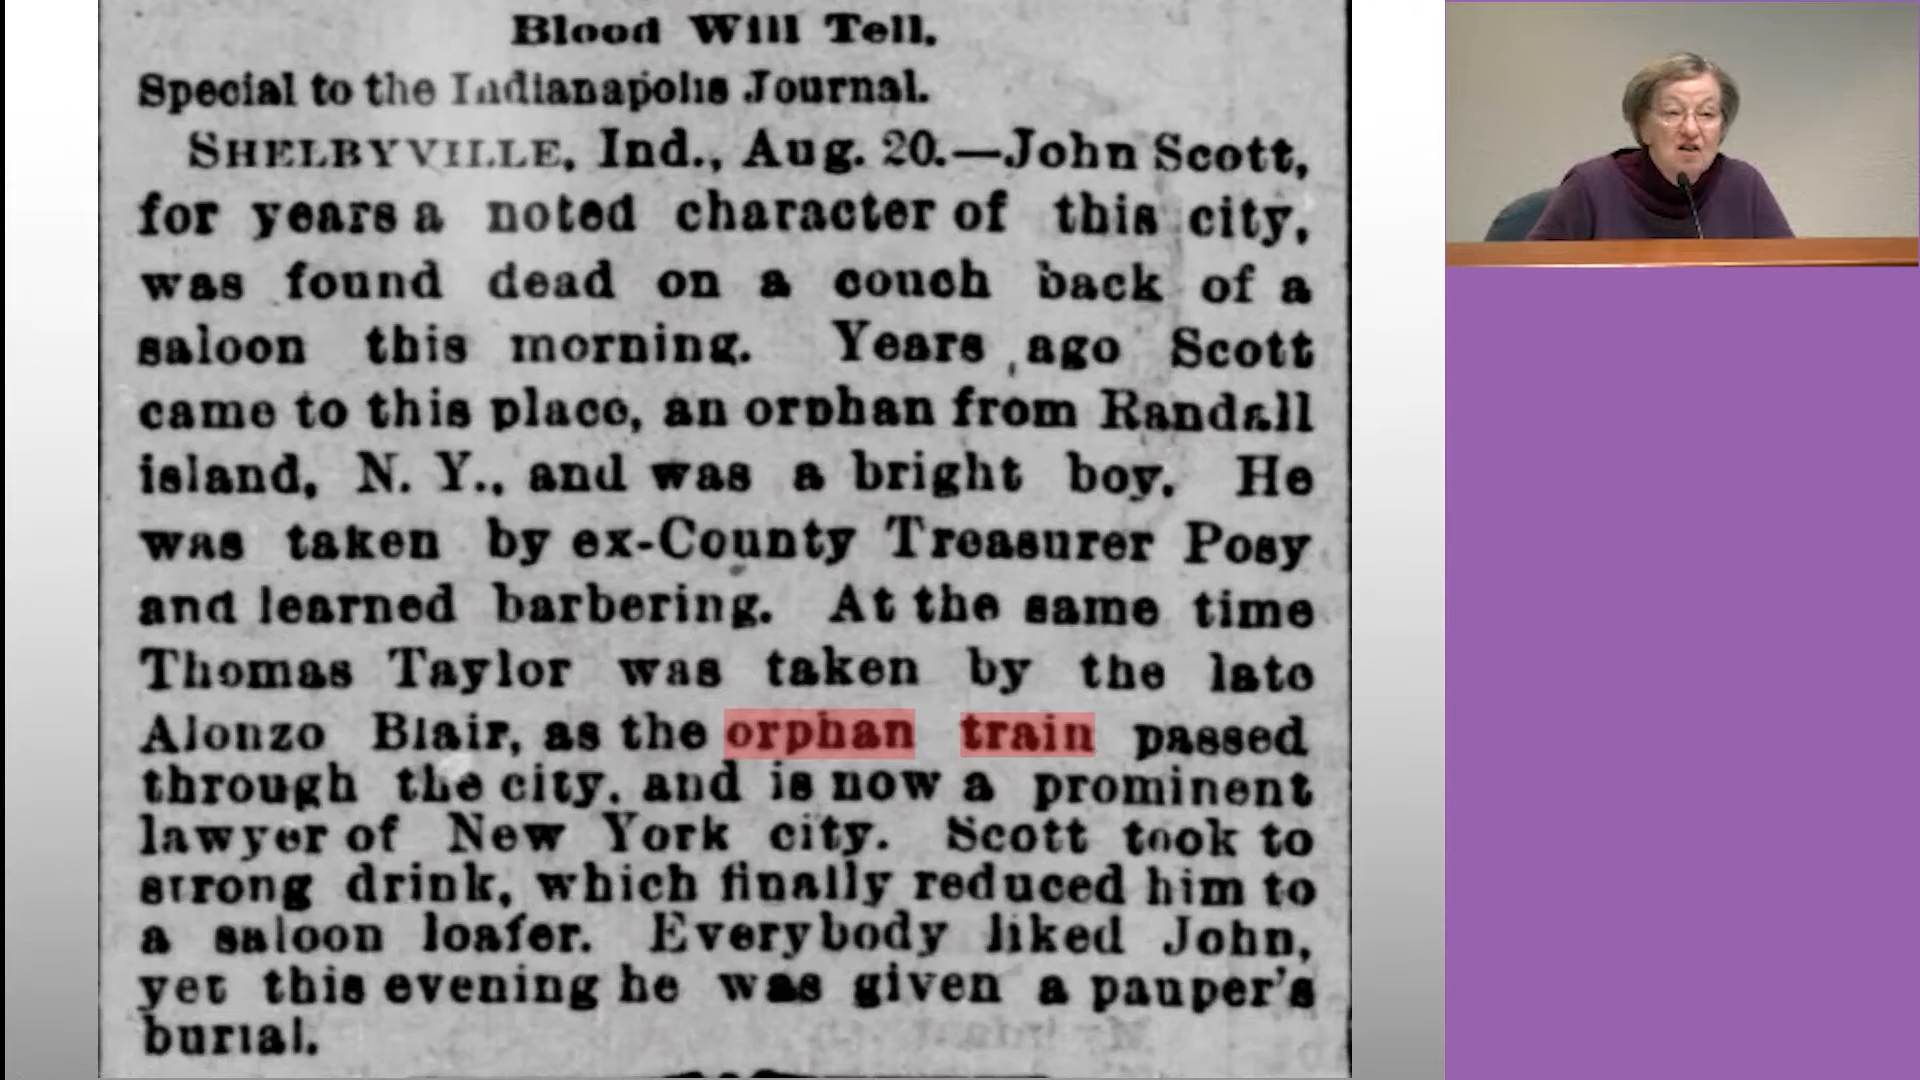 Blood Will Tell.
Special to the Indianapolis Journal.
SHELBYVILLE, Ind., Aug. 20.—John Scott,
for years a noted character of this city,
was found dead on a couch back of a
saloon this morning. Years ago Scott
came to this place, an orphan from Randall
island, N. Y., and was a bright boy. He
was taken by ex-County Treasurer Posy
and learned barbering. At the same time
Thomas Taylor was taken by the late
Alonzo Blair, as the orphan train passed
through the city, and is now a prominent
lawyer of New York city. Scott took to
strong drink, which finally reduced him to
a saloon loafer. Everybody liked John,
yet this evening he was given a pauper's
burial.